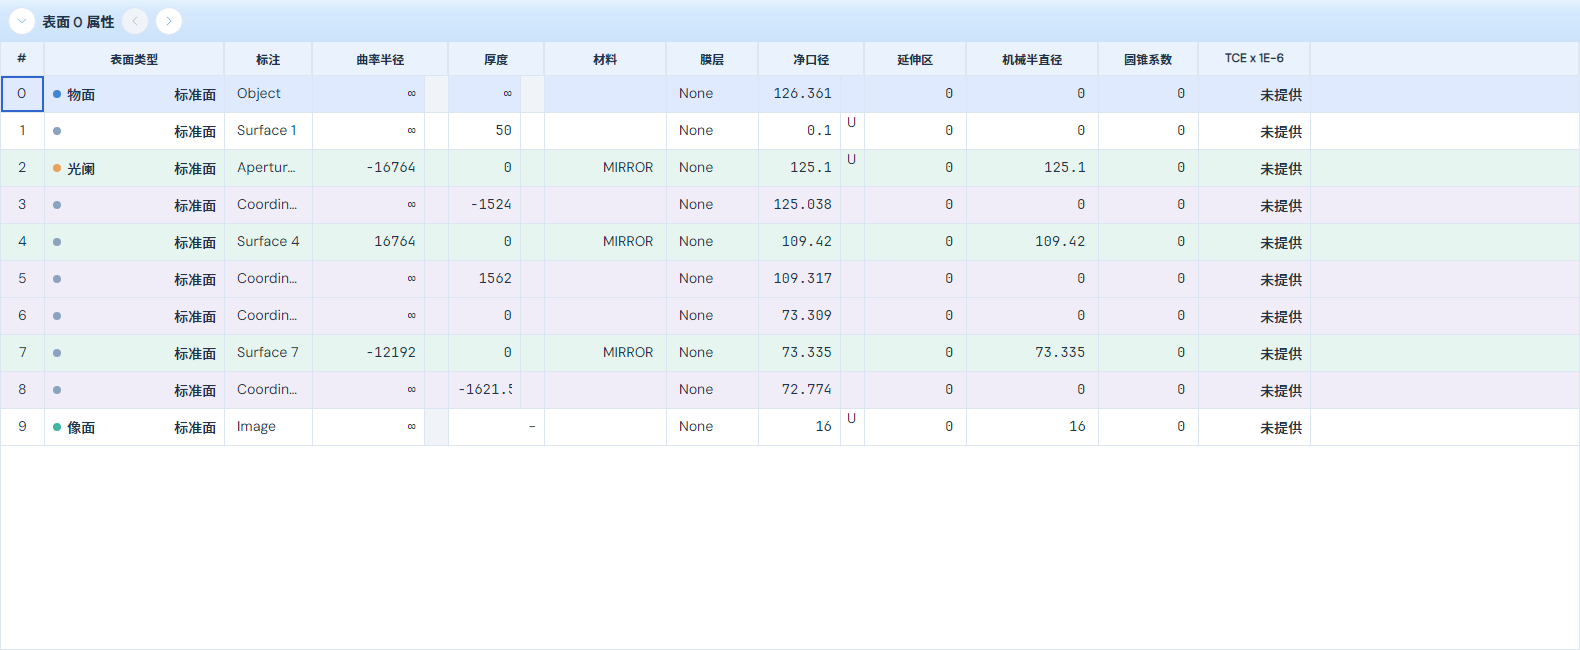 表面 0 属性
# 表面类型 标注 曲率半径 厚度 材料 膜层 净口径 延伸区 机械半直径 圆锥系数 TCE x 1E-6
0 物面 标准面 Object ∞ ∞ None 126.361 0 0 0 未提供
1 标准面 Surface 1 ∞ 50 None 0.1 U 0 0 0 未提供
2 光阑 标准面 Apertur... -16764 0 MIRROR None 125.1 U 0 125.1 0 未提供
3 标准面 Coordin... ∞ -1524 None 125.038 0 0 0 未提供
4 标准面 Surface 4 16764 0 MIRROR None 109.42 0 109.42 0 未提供
5 标准面 Coordin... ∞ 1562 None 109.317 0 0 0 未提供
6 标准面 Coordin... ∞ 0 None 73.309 0 0 0 未提供
7 标准面 Surface 7 -12192 0 MIRROR None 73.335 0 73.335 0 未提供
8 标准面 Coordin... ∞ -1621.5 None 72.774 0 0 0 未提供
9 像面 标准面 Image ∞ - None 16 U 0 16 0 未提供